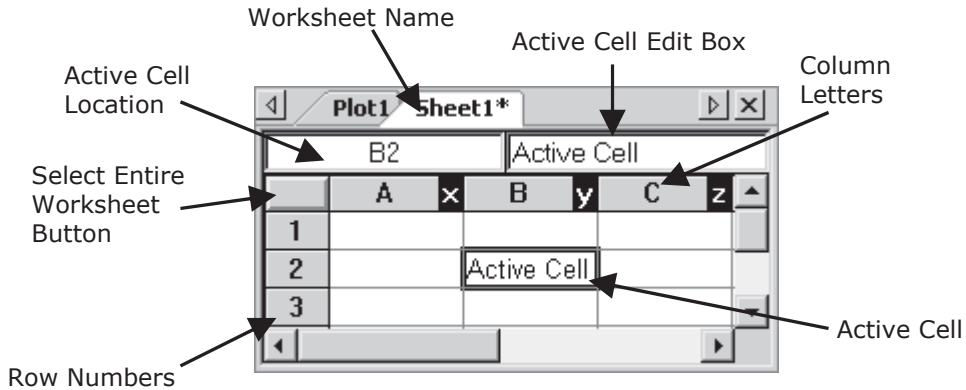 Worksheet Name
Active Cell Edit Box
Column
Letters
Active Cell
Location
Plot1 Sheet1*
B2 Active Cell
Select Entire
Worksheet
Button
A x B y C z
1
2 Active Cell
3
Active Cell
Row Numbers